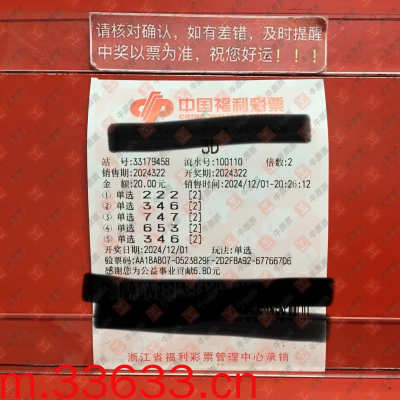 请核对确认，如有差错，及时提醒
中奖以票为准，祝您好运！！！
中国福利彩票
3D
站 号:33179458 流水号:100110 倍数:2
销售期:2024322 开奖期:2024322
金 额:20.00元 销售时间:2024/12/01-20:26:12
① 单选 2 2 2 [2]
② 单选 3 4 6 [2]
③ 单选 7 4 7 [2]
④ 单选 6 5 3 [2]
⑤ 单选 3 4 6 [2]
开奖日期:2024/12/01 玩法:单选
验票码:AA1BAB07-0523B29F-2D2F8A92-677667D6
感谢您为公益事业贡献6.80元
浙江省福利彩票管理中心承销
m.33633.cn